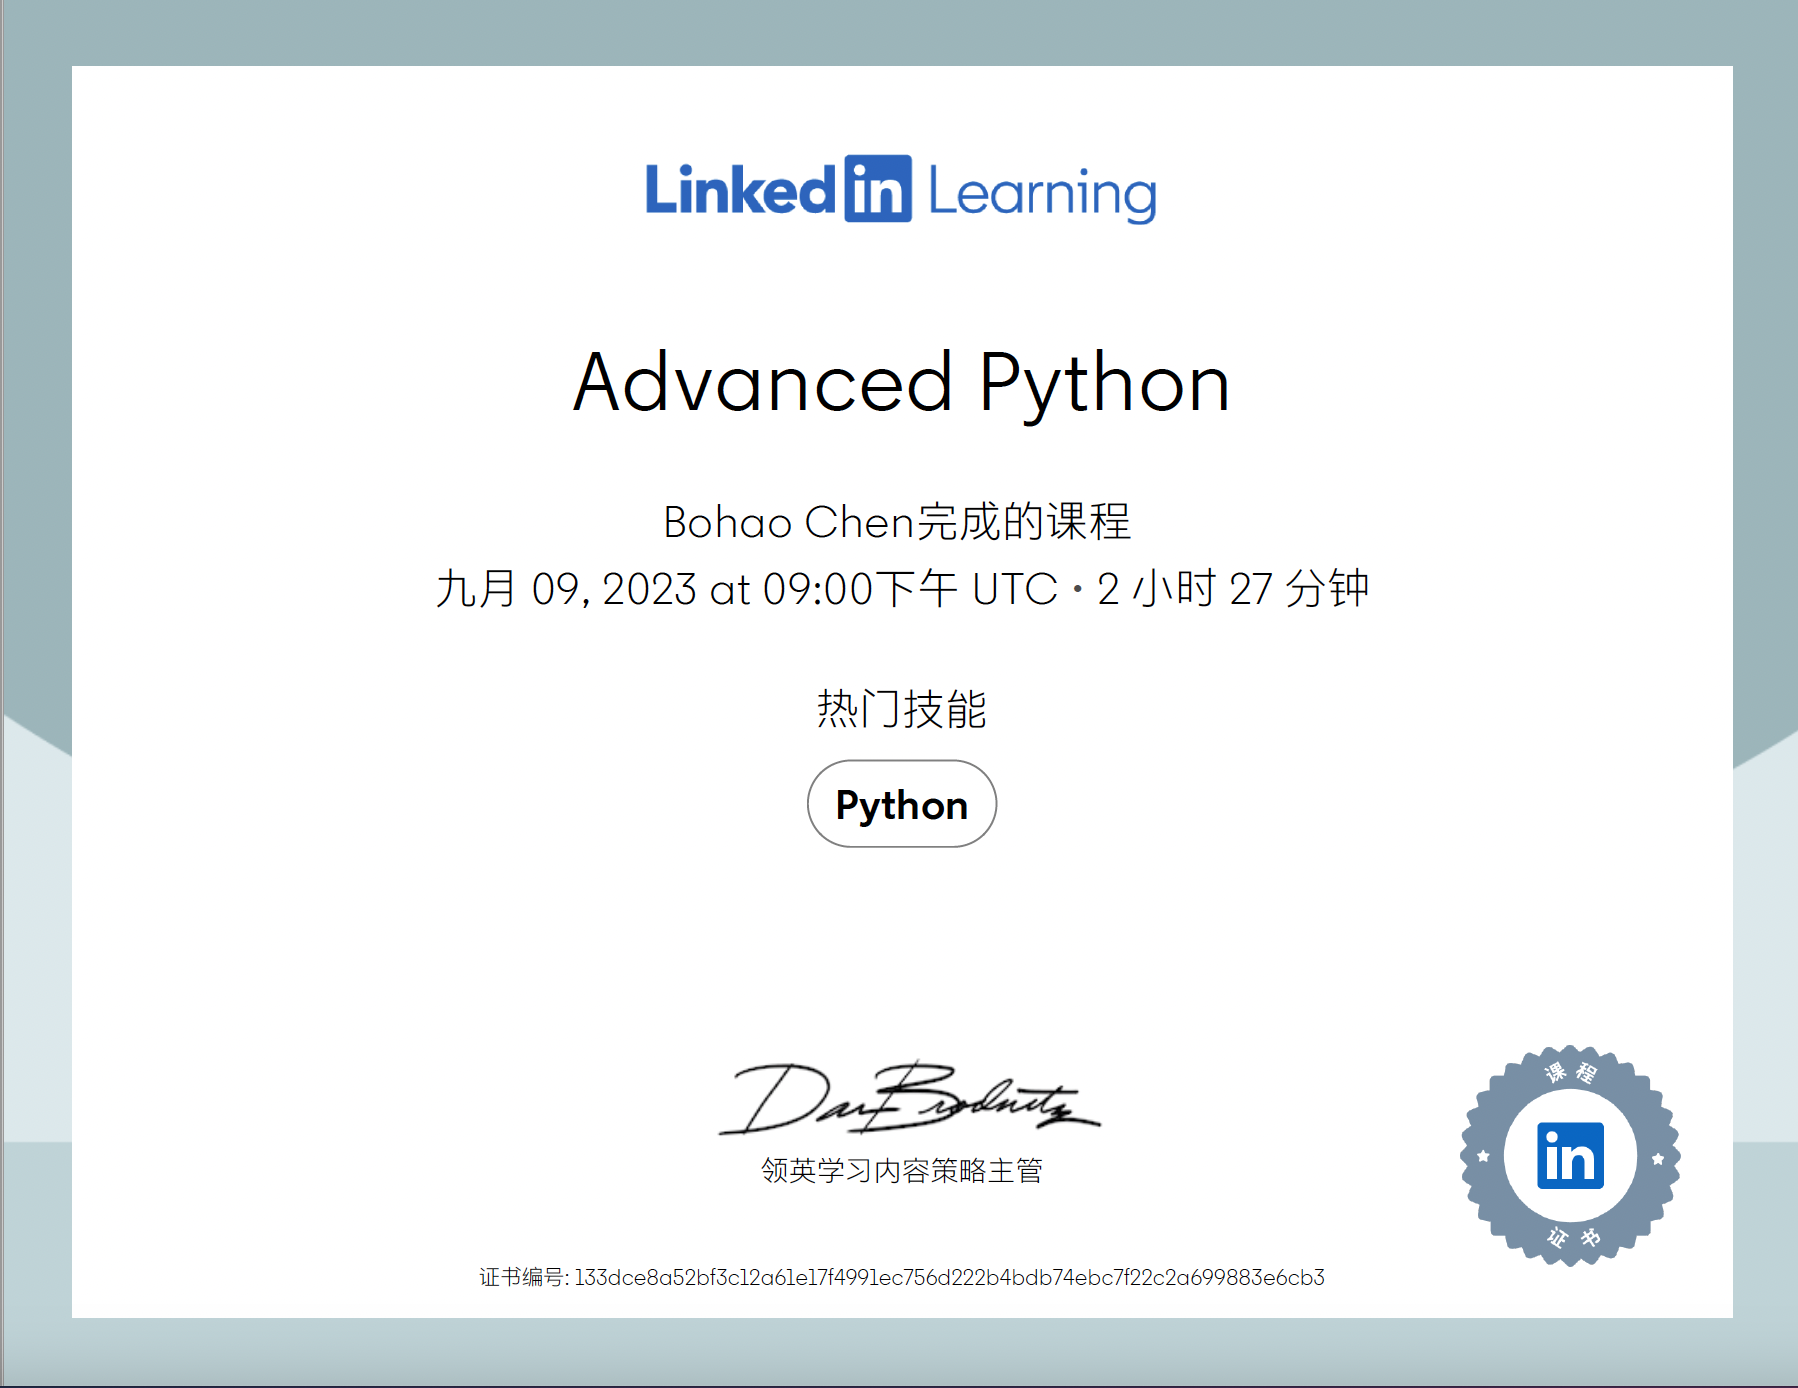 LinkedIn Learning
Advanced Python
Bohao Chen完成的课程
九月 09, 2023 at 09:00下午 UTC • 2 小时 27 分钟
热门技能
Python
Dan Brodnitz
领英学习内容策略主管
课程
in
证书
证书编号: 133dce8a52bf3c12a61e17f4991ec756d222b4bdb74ebc7f22c2a699883e6cb3